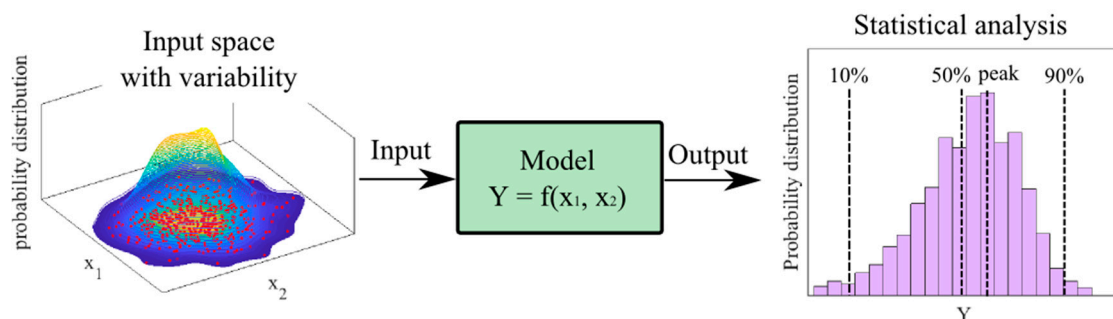 Input space
with variability
probability distribution
x₁
x₂
Input
Model
Y = f(x₁, x₂)
Output
Statistical analysis
Probability distribution
10%
50%
peak
90%
Y